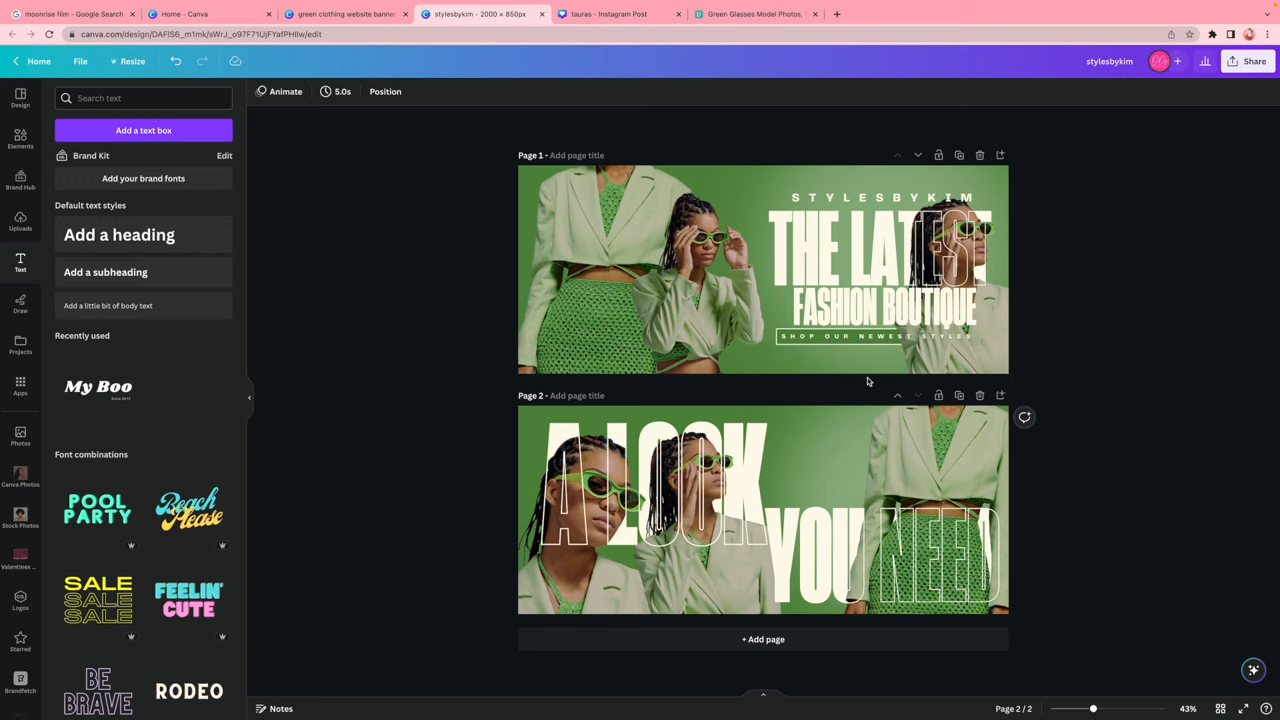 moonrise film - Google Search
Home - Canva
green clothing website banner
stylesbykim - 2000 × 850px
tauras - Instagram Post
Green Glasses Model Photos,
canva.com/design/DAFlS6_m1mk/sWrJ_o97F71UjFYafPHllw/edit
Home
File
Resize
stylesbykim
Share
Design
Elements
Brand Hub
Uploads
Text
Draw
Projects
Apps
Photos
Canva Photos
Stock Photos
Valentines ...
Logos
Starred
Brandfetch
Search text
Add a text box
Brand Kit
Edit
Add your brand fonts
Default text styles
Add a heading
Add a subheading
Add a little bit of body text
Recently used
My Boo
Since 2015
Font combinations
POOL
PARTY
Beach
Please
SALE
SALE
SALE
FEELIN'
CUTE
BE
BRAVE
RODEO
Animate
5.0s
Position
Page 1 - Add page title
STYLESBYKIM
THE LATEST
FASHION BOUTIQUE
SHOP OUR NEWEST STYLES
Page 2 - Add page title
A LOOK
YOU NEED
+ Add page
Notes
Page 2 / 2
43%